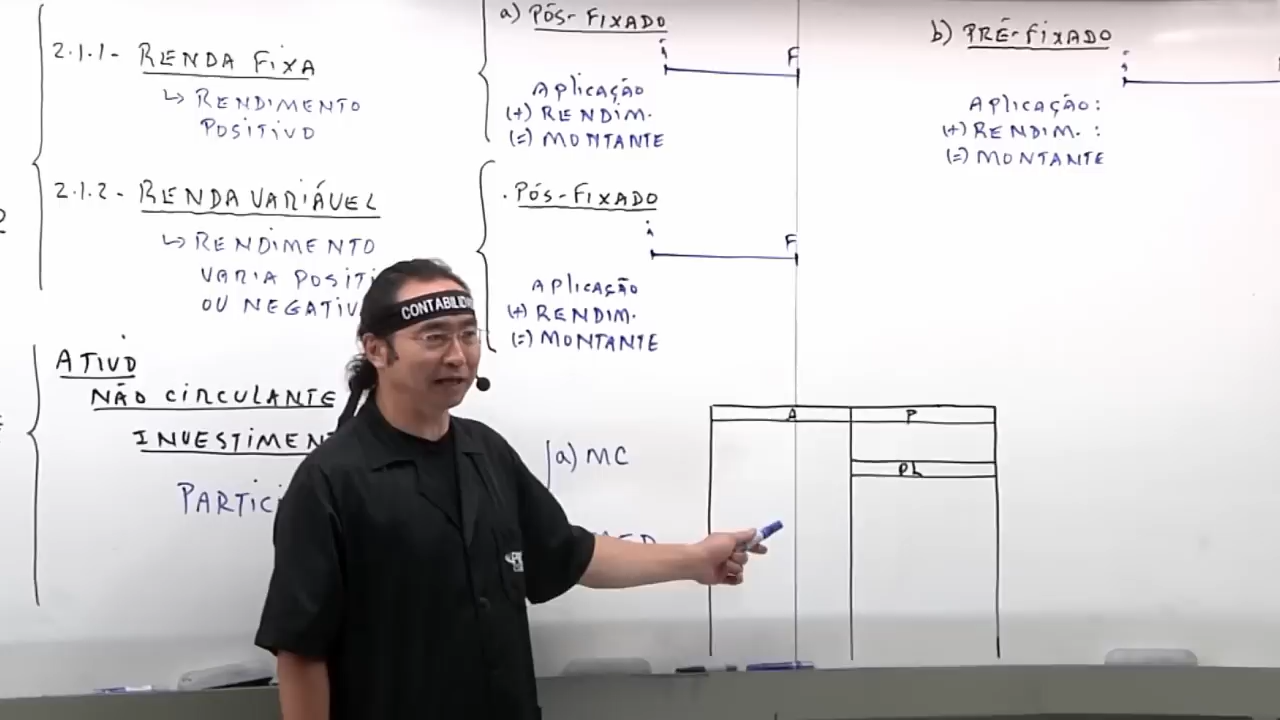 2.1.1- RENDA FIXA
↳ RENDIMENTO
POSITIVO
2.1.2- RENDA VARIÁVEL
↳ RENDIMENTO
VARIA POSITI
OU NEGATIV
ATIVO
NÃO CIRCULANTE
INVESTIMEN
PARTICI
a) PÓS-FIXADO
i F
APLICAÇÃO
(+) RENDIM.
(=) MONTANTE
. PÓS-FIXADO
i F
APLICAÇÃO
(+) RENDIM.
(=) MONTANTE
a) MC
b) PRÉ-FIXADO
i
APLICAÇÃO:
(+) RENDIM. :
(=) MONTANTE
A P
PL
CONTABILID